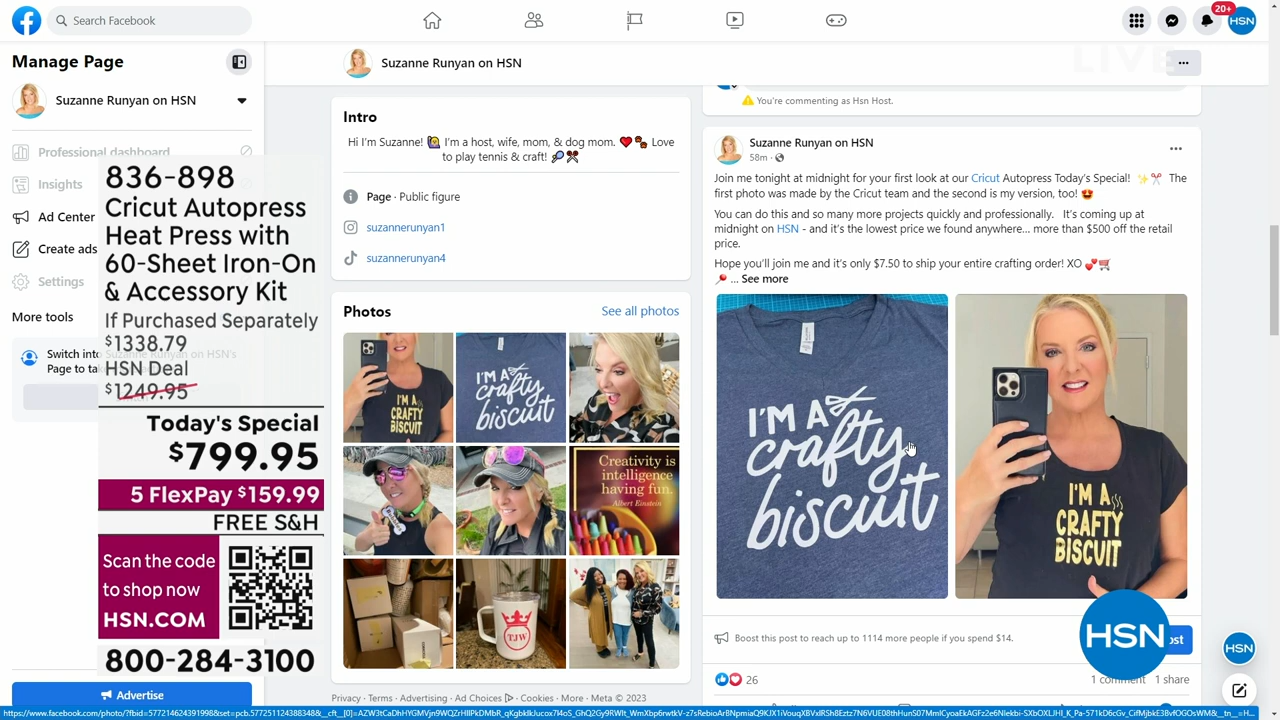 Search Facebook
20+
HSN
Manage Page
Suzanne Runyan on HSN
LIVE
Suzanne Runyan on HSN
Professional dashboard
Insights
Ad Center
Create ads
Settings
More tools
Switch into Suzanne Runyan on HSN's
Page to ta
836-898
Cricut Autopress
Heat Press with
60-Sheet Iron-On
& Accessory Kit
If Purchased Separately
$1338.79
HSN Deal
$1249.95
Today's Special
$799.95
5 FlexPay $159.99
FREE S&H
Scan the code
to shop now
HSN.COM
800-284-3100
Advertise
Intro
Hi I'm Suzanne! 🙋🏼 I'm a host, wife, mom, & dog mom. ❤️🐕 Love
to play tennis & craft! 🎾✂️
Page · Public figure
suzannerunyan1
suzannerunyan4
Photos
See all photos
I'M A
CRAFTY
BISCUIT
I'M A
crafty
biscuit
Creativity is
intelligence
having fun.
Albert Einstein
TJW
Privacy · Terms · Advertising · Ad Choices · Cookies · More · Meta © 2023
You're commenting as Hsn Host.
Suzanne Runyan on HSN
58m ·
Join me tonight at midnight for your first look at our Cricut Autopress Today's Special! ✨✂️ The
first photo was made by the Cricut team and the second is my version, too! 🤩
You can do this and so many more projects quickly and professionally. It's coming up at
midnight on HSN - and it's the lowest price we found anywhere... more than $500 off the retail
price.
Hope you'll join me and it's only $7.50 to ship your entire crafting order! XO 💕🛒
📍 ... See more
I'M A
crafty
biscuit
I'M A
CRAFTY
BISCUIT
Boost this post to reach up to 1114 more people if you spend $14.
HSN
ost
HSN
26
1 comment 1 share